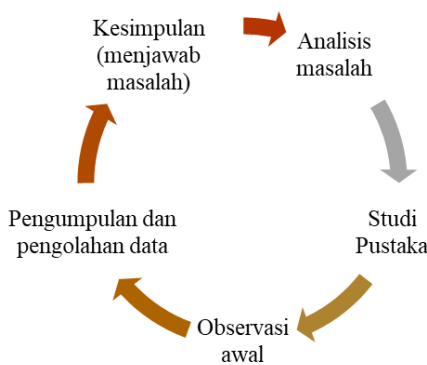 Kesimpulan
(menjawab
masalah)
Analisis
masalah
Studi
Pustaka
Observasi
awal
Pengumpulan dan
pengolahan data